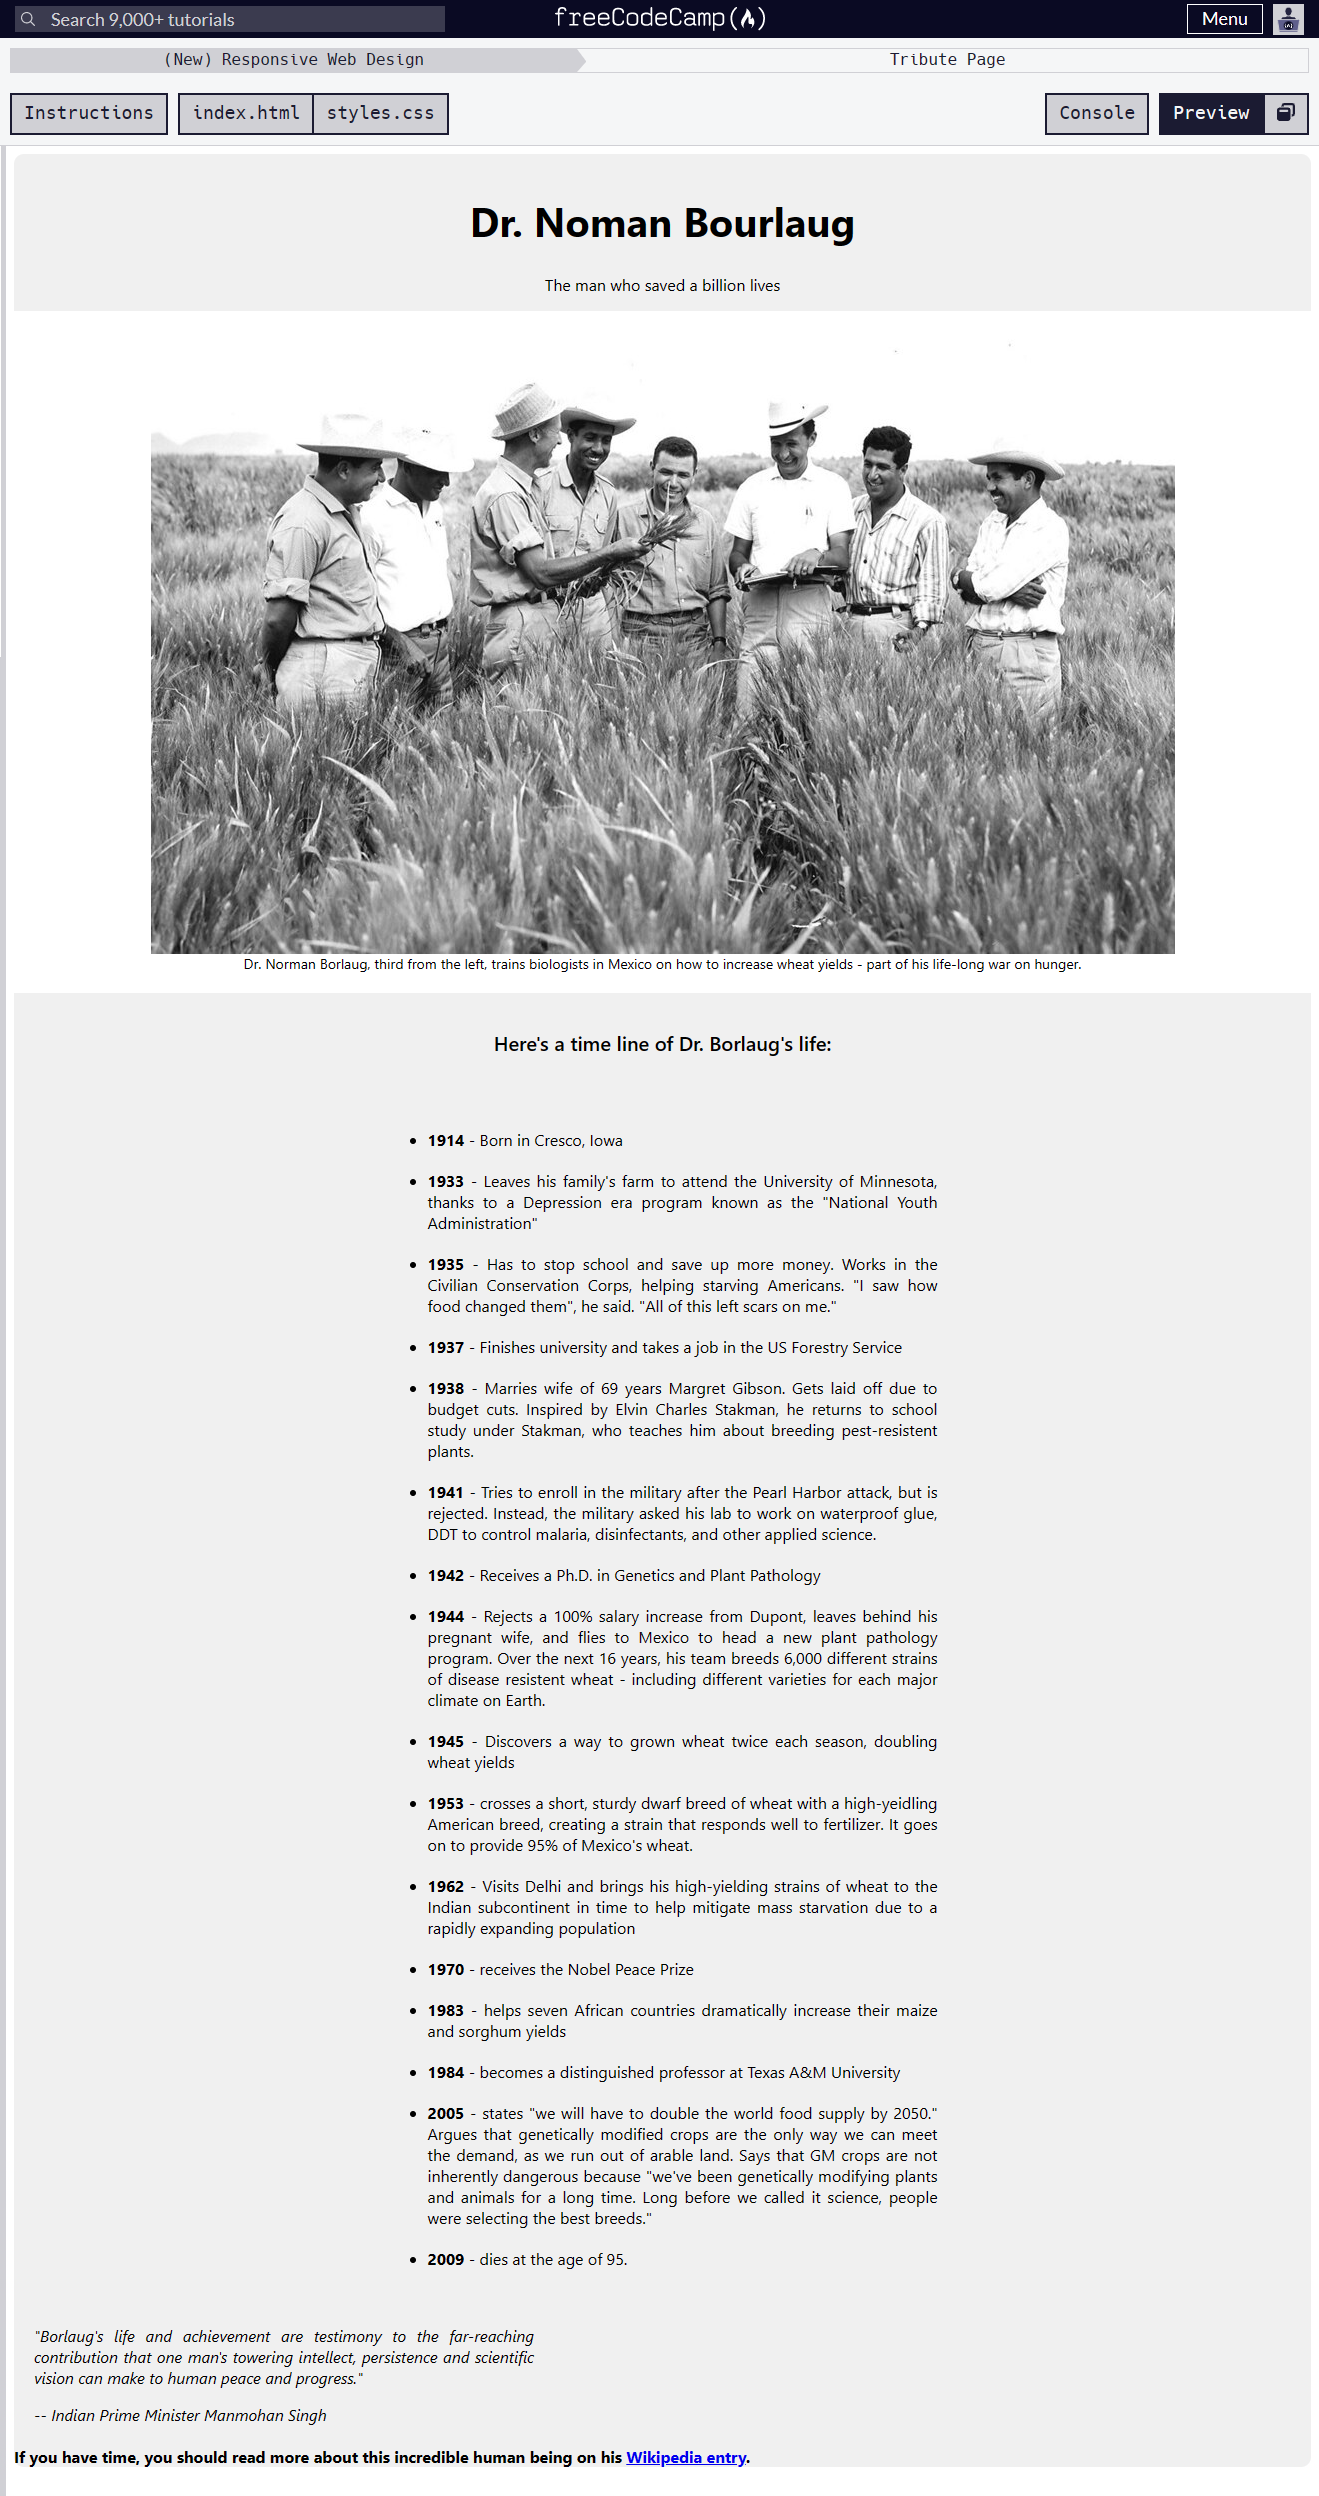 Search 9,000+ tutorials
freeCodeCamp
Menu
(New) Responsive Web Design
Tribute Page
Instructions
index.html
styles.css
Console
Preview
Dr. Noman Bourlaug
The man who saved a billion lives
Dr. Norman Borlaug, third from the left, trains biologists in Mexico on how to increase wheat yields - part of his life-long war on hunger.
Here's a time line of Dr. Borlaug's life:
1914 - Born in Cresco, Iowa
1933 - Leaves his family's farm to attend the University of Minnesota,
thanks to a Depression era program known as the "National Youth
Administration"
1935 - Has to stop school and save up more money. Works in the
Civilian Conservation Corps, helping starving Americans. "I saw how
food changed them", he said. "All of this left scars on me."
1937 - Finishes university and takes a job in the US Forestry Service
1938 - Marries wife of 69 years Margret Gibson. Gets laid off due to
budget cuts. Inspired by Elvin Charles Stakman, he returns to school
study under Stakman, who teaches him about breeding pest-resistent
plants.
1941 - Tries to enroll in the military after the Pearl Harbor attack, but is
rejected. Instead, the military asked his lab to work on waterproof glue,
DDT to control malaria, disinfectants, and other applied science.
1942 - Receives a Ph.D. in Genetics and Plant Pathology
1944 - Rejects a 100% salary increase from Dupont, leaves behind his
pregnant wife, and flies to Mexico to head a new plant pathology
program. Over the next 16 years, his team breeds 6,000 different strains
of disease resistent wheat - including different varieties for each major
climate on Earth.
1945 - Discovers a way to grown wheat twice each season, doubling
wheat yields
1953 - crosses a short, sturdy dwarf breed of wheat with a high-yeidling
American breed, creating a strain that responds well to fertilizer. It goes
on to provide 95% of Mexico's wheat.
1962 - Visits Delhi and brings his high-yielding strains of wheat to the
Indian subcontinent in time to help mitigate mass starvation due to a
rapidly expanding population
1970 - receives the Nobel Peace Prize
1983 - helps seven African countries dramatically increase their maize
and sorghum yields
1984 - becomes a distinguished professor at Texas A&M University
2005 - states "we will have to double the world food supply by 2050."
Argues that genetically modified crops are the only way we can meet
the demand, as we run out of arable land. Says that GM crops are not
inherently dangerous because "we've been genetically modifying plants
and animals for a long time. Long before we called it science, people
were selecting the best breeds."
2009 - dies at the age of 95.
"Borlaug's life and achievement are testimony to the far-reaching
contribution that one man's towering intellect, persistence and scientific
vision can make to human peace and progress."
-- Indian Prime Minister Manmohan Singh
If you have time, you should read more about this incredible human being on his Wikipedia entry.